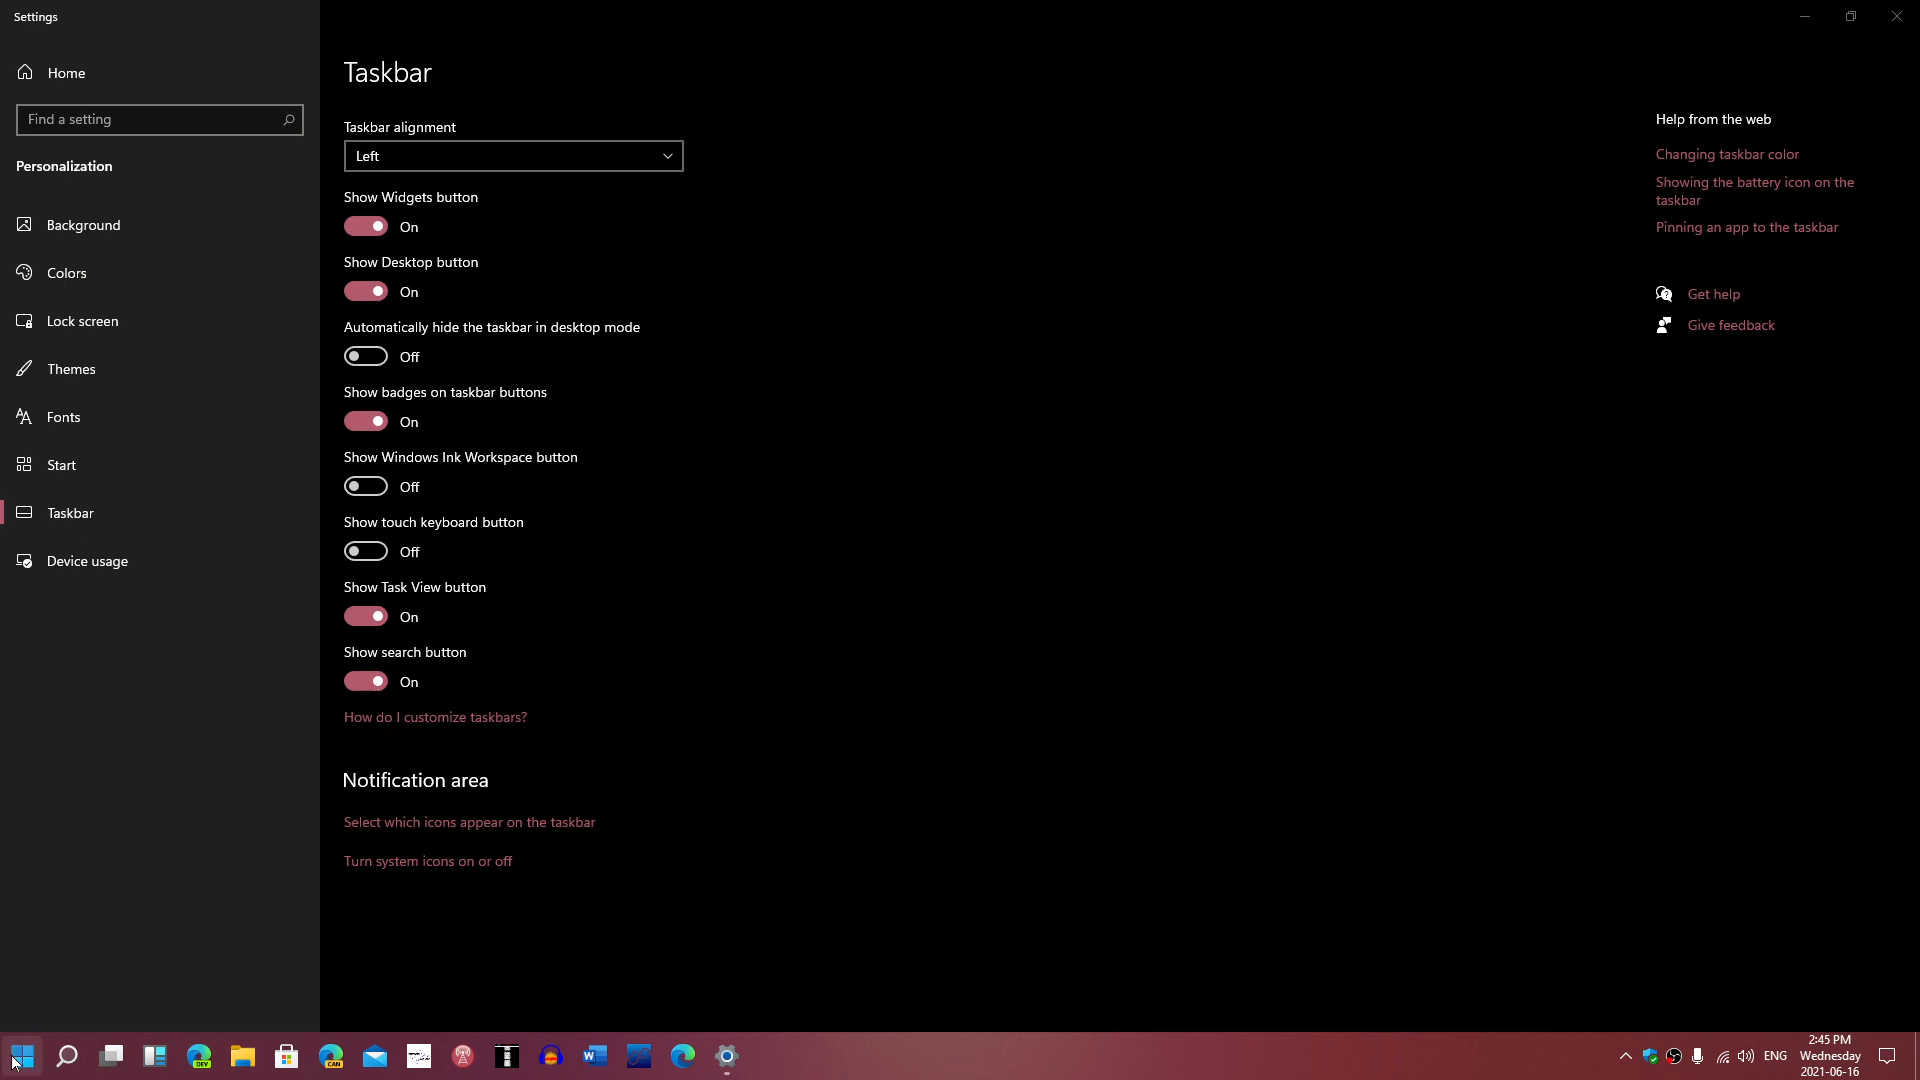 Settings
Home
Find a setting
Personalization
Background
Colors
Lock screen
Themes
Fonts
Start
Taskbar
Device usage
Taskbar
Taskbar alignment
Left
Show Widgets button
On
Show Desktop button
On
Automatically hide the taskbar in desktop mode
Off
Show badges on taskbar buttons
On
Show Windows Ink Workspace button
Off
Show touch keyboard button
Off
Show Task View button
On
Show search button
On
How do I customize taskbars?
Notification area
Select which icons appear on the taskbar
Turn system icons on or off
Help from the web
Changing taskbar color
Showing the battery icon on the
taskbar
Pinning an app to the taskbar
Get help
Give feedback
DEV
CAN
W
ENG
2:45 PM
Wednesday
2021-06-16